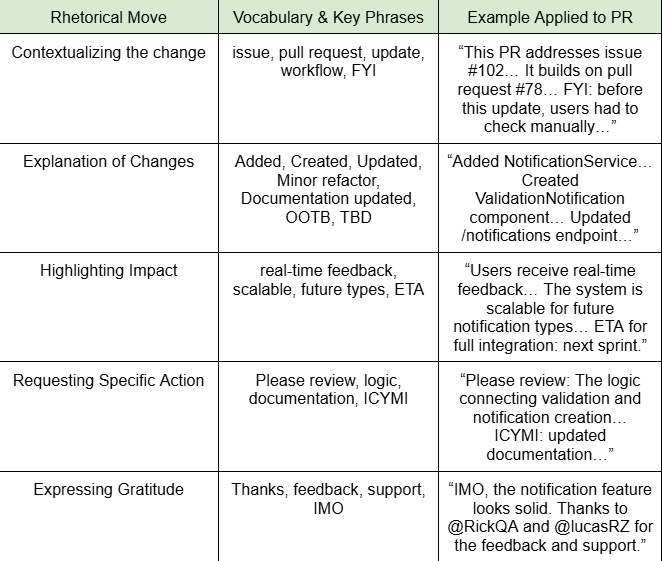 Rhetorical Move
Vocabulary & Key Phrases
Example Applied to PR
Contextualizing the change
issue, pull request, update,
workflow, FYI
“This PR addresses issue
#102… It builds on pull
request #78… FYI: before
this update, users had to
check manually…”
Explanation of Changes
Added, Created, Updated,
Minor refactor,
Documentation updated,
OOTB, TBD
“Added NotificationService…
Created
ValidationNotification
component… Updated
/notifications endpoint…”
Highlighting Impact
real-time feedback,
scalable, future types, ETA
“Users receive real-time
feedback… The system is
scalable for future
notification types… ETA for
full integration: next sprint.”
Requesting Specific Action
Please review, logic,
documentation, ICYMI
“Please review: The logic
connecting validation and
notification creation…
ICYMI: updated
documentation…”
Expressing Gratitude
Thanks, feedback, support,
IMO
“IMO, the notification feature
looks solid. Thanks to
@RickQA and @lucasRZ for
the feedback and support.”